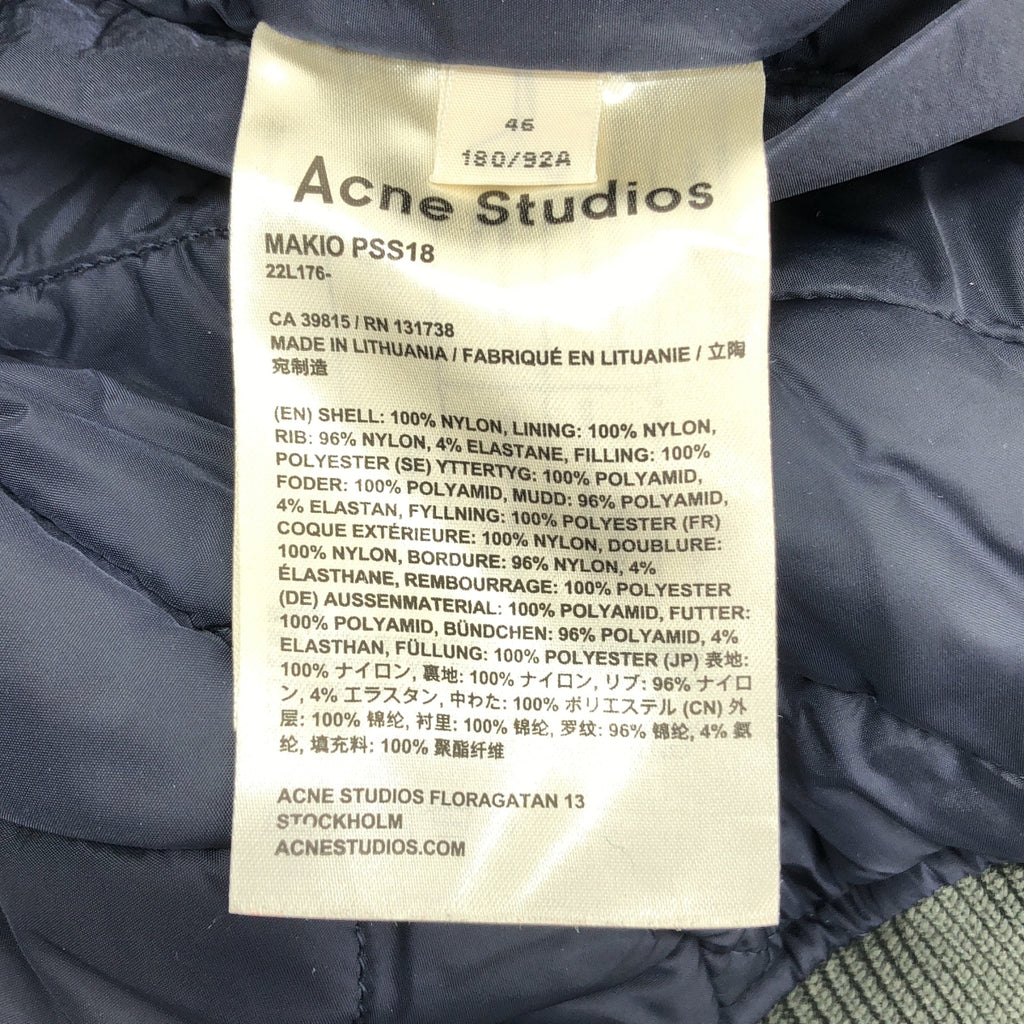 46
180/92A
Acne Studios
MAKIO PSS18
22L176-
CA 39815 / RN 131738
MADE IN LITHUANIA / FABRIQUÉ EN LITUANIE / 立陶
宛制造
(EN) SHELL: 100% NYLON, LINING: 100% NYLON,
RIB: 96% NYLON, 4% ELASTANE, FILLING: 100%
POLYESTER (SE) YTTERTYG: 100% POLYAMID,
FODER: 100% POLYAMID, MUDD: 96% POLYAMID,
4% ELASTAN, FYLLNING: 100% POLYESTER (FR)
COQUE EXTÉRIEURE: 100% NYLON, DOUBLURE:
100% NYLON, BORDURE: 96% NYLON, 4%
ÉLASTHANE, REMBOURRAGE: 100% POLYESTER
(DE) AUSSENMATERIAL: 100% POLYAMID, FUTTER:
100% POLYAMID, BÜNDCHEN: 96% POLYAMID, 4%
ELASTHAN, FÜLLUNG: 100% POLYESTER (JP) 表地:
100% ナイロン, 裏地: 100% ナイロン, リブ: 96% ナイロ
ン, 4% エラスタン, 中わた: 100% ポリエステル (CN) 外
层: 100% 锦纶, 衬里: 100% 锦纶, 罗纹: 96% 锦纶, 4% 氨
纶, 填充料: 100% 聚酯纤维
ACNE STUDIOS FLORAGATAN 13
STOCKHOLM
ACNESTUDIOS.COM